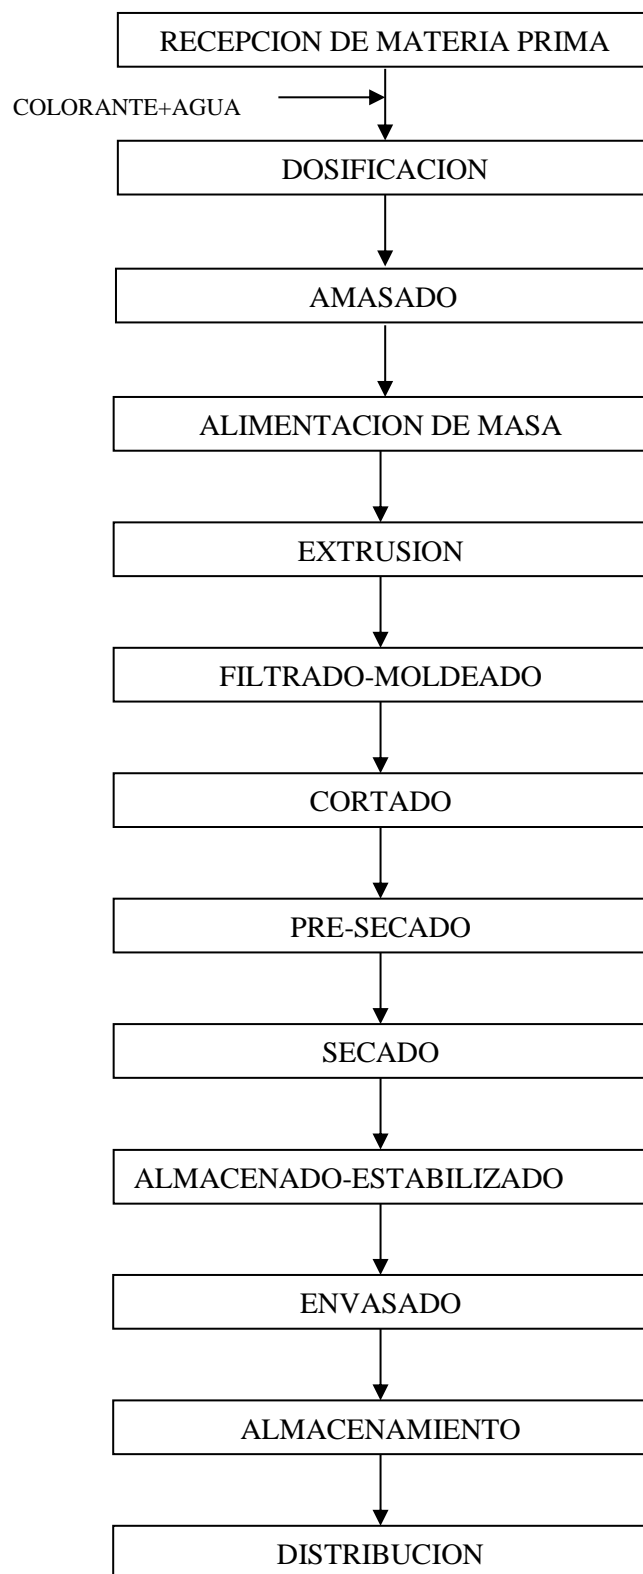 RECEPCION DE MATERIA PRIMA
COLORANTE+AGUA
DOSIFICACION
AMASADO
ALIMENTACION DE MASA
EXTRUSION
FILTRADO-MOLDEADO
CORTADO
PRE-SECADO
SECADO
ALMACENADO-ESTABILIZADO
ENVASADO
ALMACENAMIENTO
DISTRIBUCION